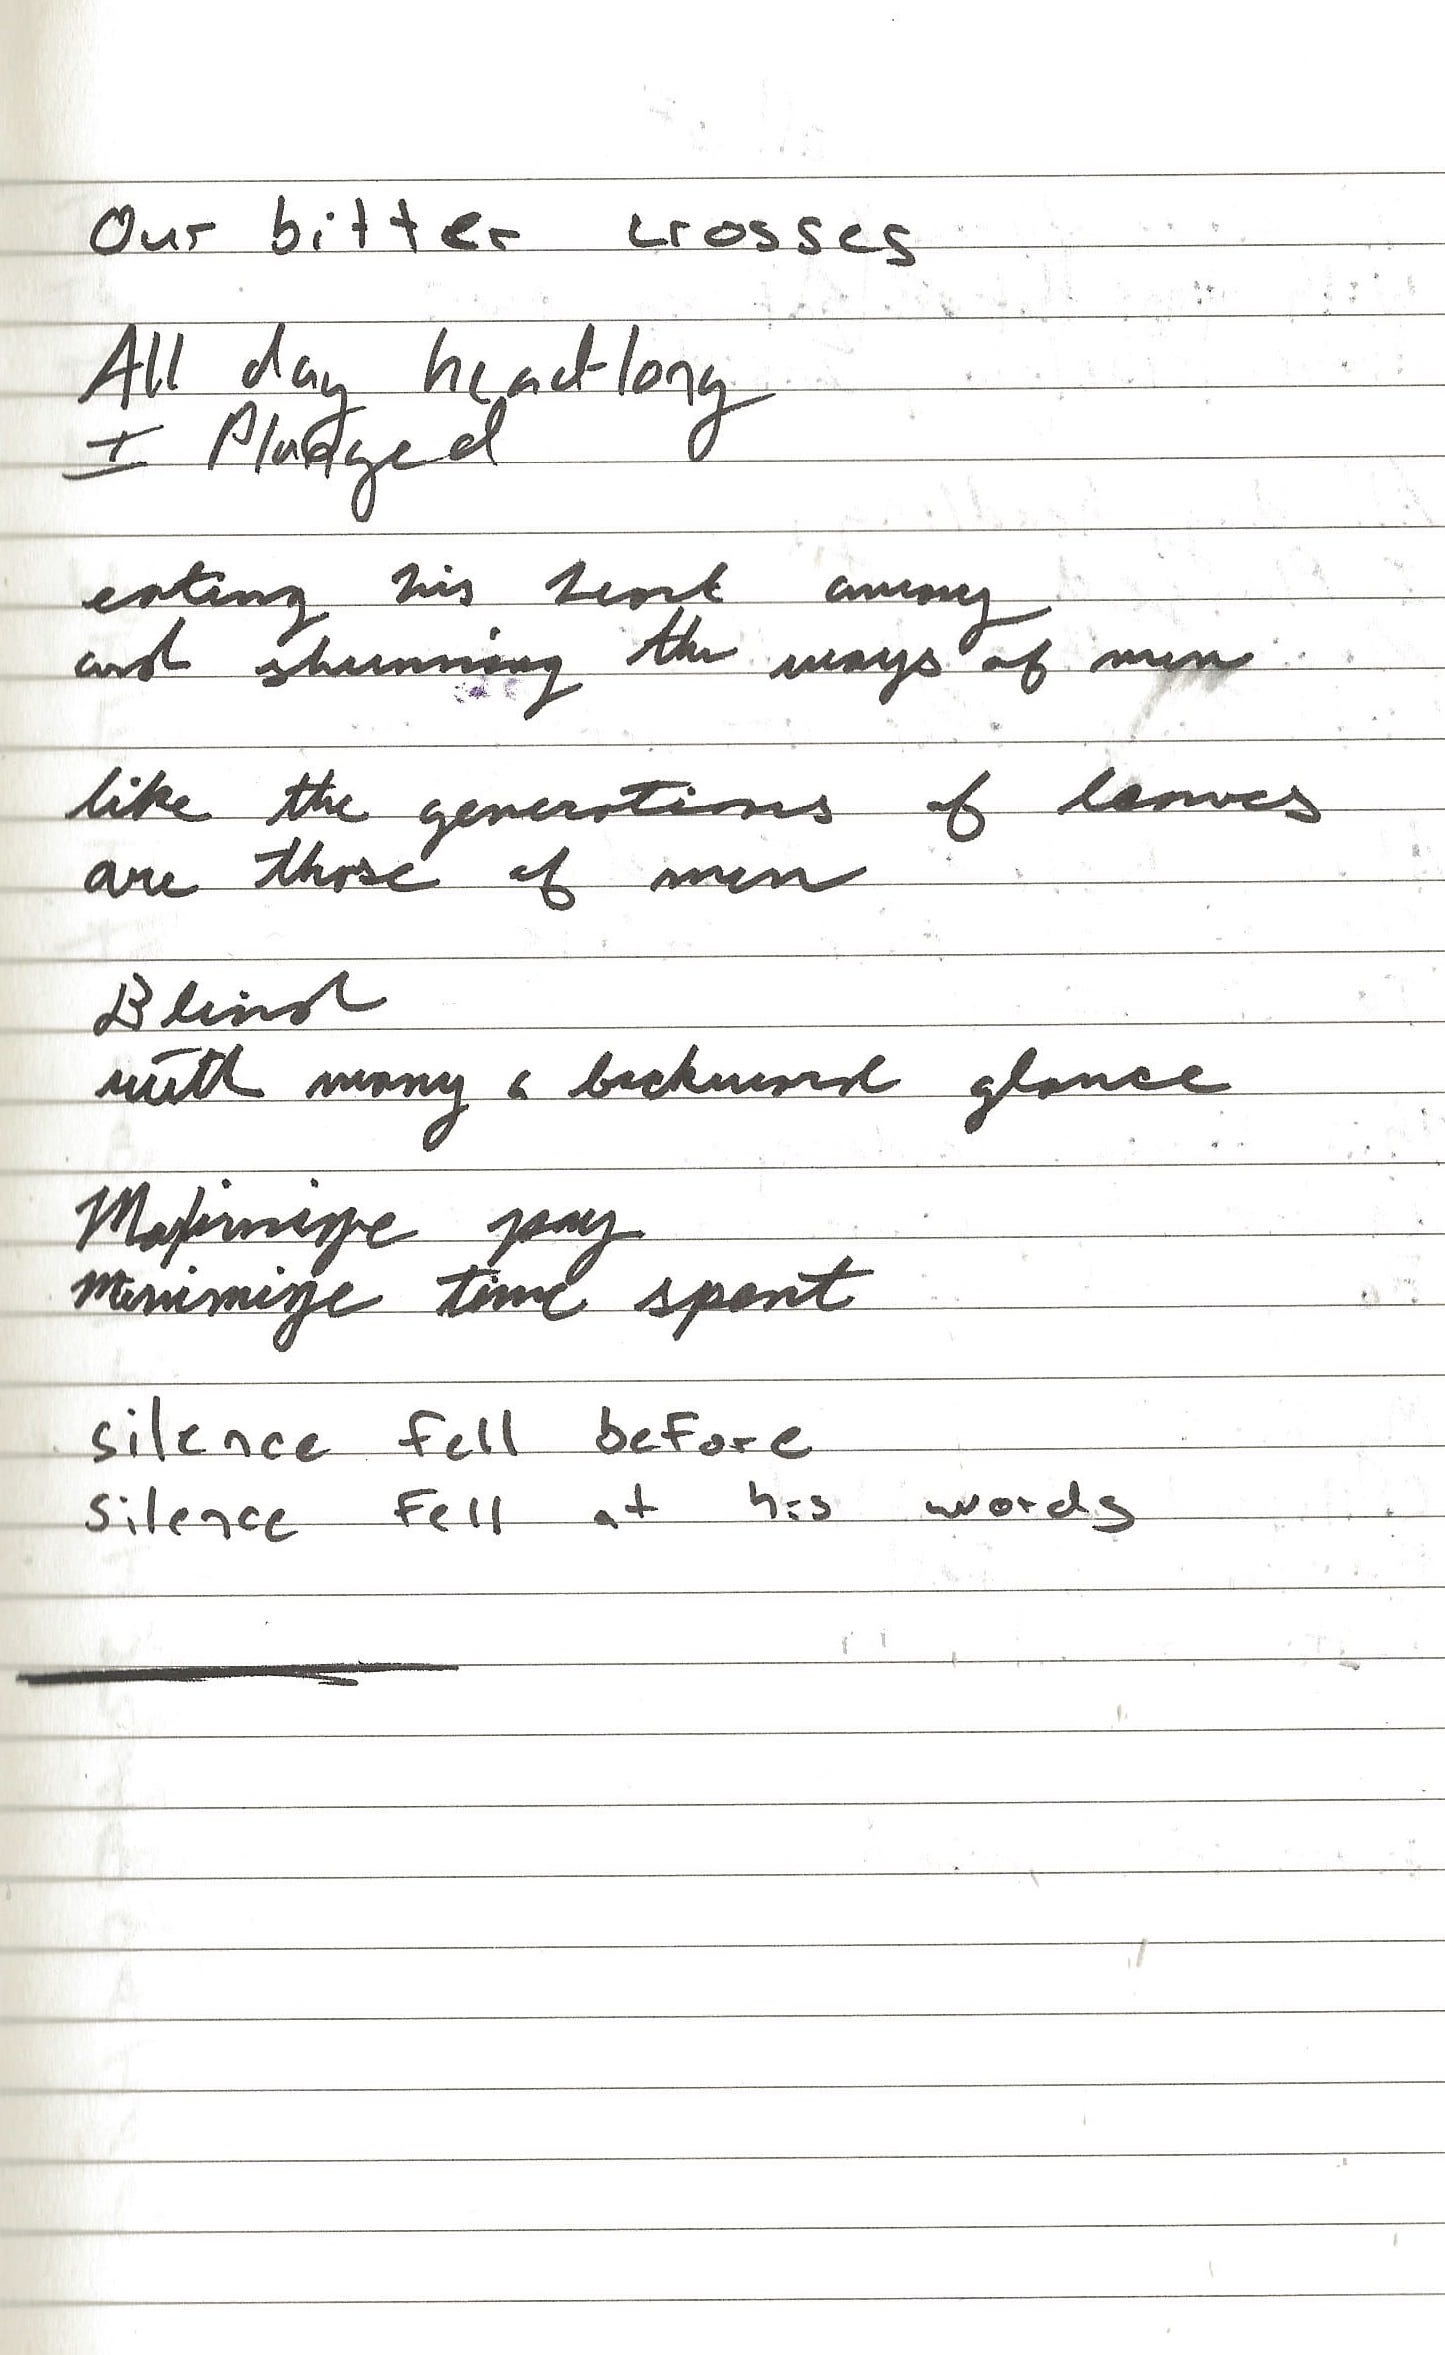 Our bitter crosses
All day headlong
I Pludged
eating his heart away
and shunning the ways of men
like the generations of leaves
are those of men
Blind
with many a backward glance
Maximize pay
Minimize time spent
silence fell before
silence fell at his words